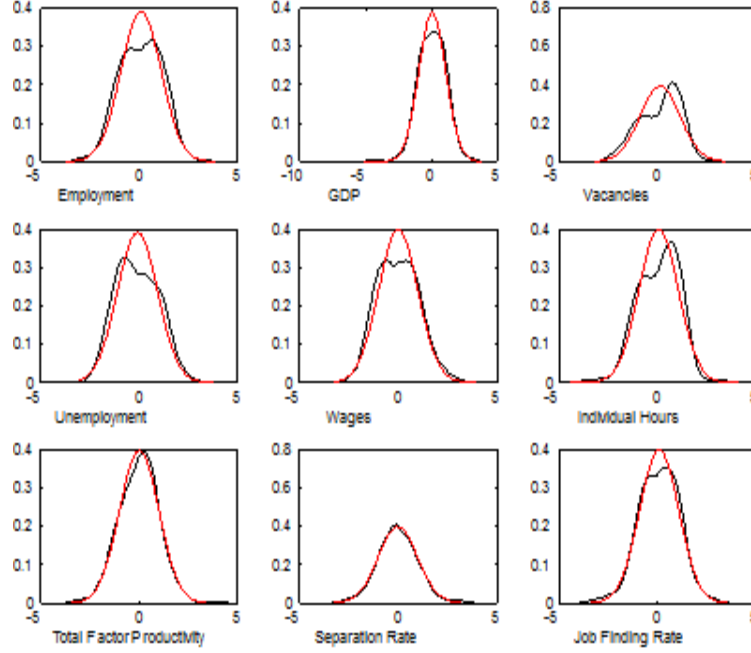 0.4 0.4 0.8
0.3 0.3 0.6
0.2 0.2 0.4
0.1 0.1 0.2
0 0 0
-5 0 5 -10 -5 0 5 -5 0 5
Employment GDP Vacancies
0.4 0.4 0.4
0.3 0.3 0.3
0.2 0.2 0.2
0.1 0.1 0.1
0 0 0
-5 0 5 -5 0 5 -5 0 5
Unemployment Wages Individual Hours
0.4 0.8 0.4
0.3 0.6 0.3
0.2 0.4 0.2
0.1 0.2 0.1
0 0 0
-5 0 5 -5 0 5 -5 0 5
Total Factor Productivity Separation Rate Job Finding Rate